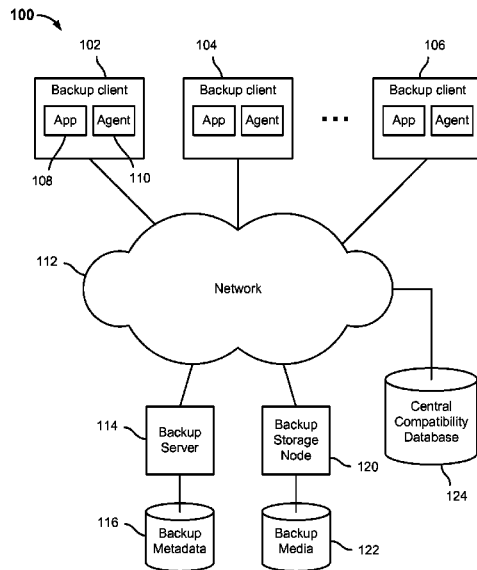 100
102
104
106
Backup client
App Agent
Backup client
App Agent
...
Backup client
App Agent
108
110
112
Network
114
Backup
Server
Backup
Storage
Node
120
Central
Compatibility
Database
124
116
Backup
Metadata
Backup
Media
122